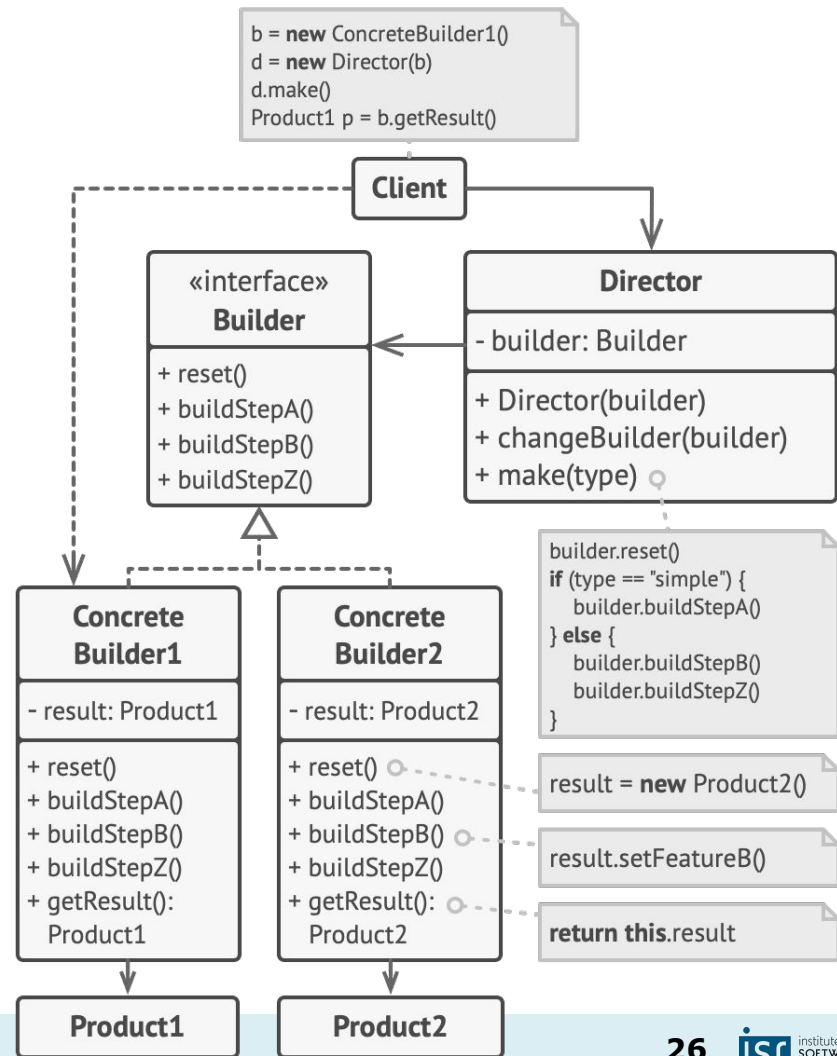 b = new ConcreteBuilder1()
d = new Director(b)
d.make()
Product1 p = b.getResult()
Client
«interface»
Builder
+ reset()
+ buildStepA()
+ buildStepB()
+ buildStepZ()
Director
- builder: Builder
+ Director(builder)
+ changeBuilder(builder)
+ make(type)
builder.reset()
if (type == "simple") {
builder.buildStepA()
} else {
builder.buildStepB()
builder.buildStepZ()
}
Concrete
Builder1
- result: Product1
+ reset()
+ buildStepA()
+ buildStepB()
+ buildStepZ()
+ getResult():
Product1
Concrete
Builder2
- result: Product2
+ reset()
+ buildStepA()
+ buildStepB()
+ buildStepZ()
+ getResult():
Product2
result = new Product2()
result.setFeatureB()
return this.result
Product1
Product2
26
isr
institute
SOFTW